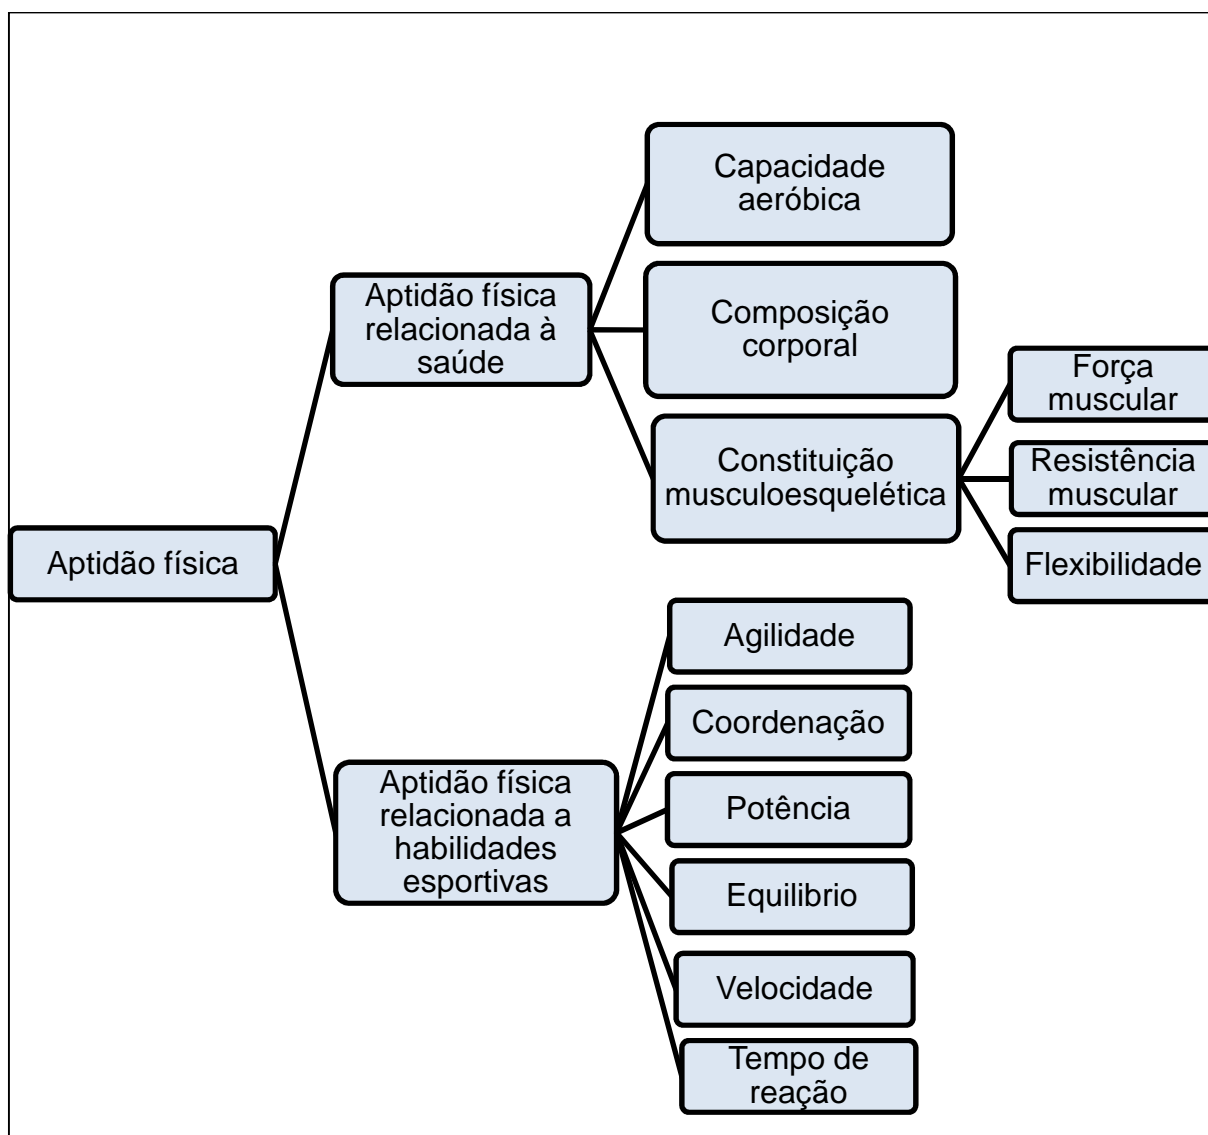 Aptidão física
Aptidão física
relacionada à
saúde
Capacidade
aeróbica
Composição
corporal
Constituição
musculoesquelética
Força
muscular
Resistência
muscular
Flexibilidade
Aptidão física
relacionada a
habilidades
esportivas
Agilidade
Coordenação
Potência
Equilibrio
Velocidade
Tempo de
reação